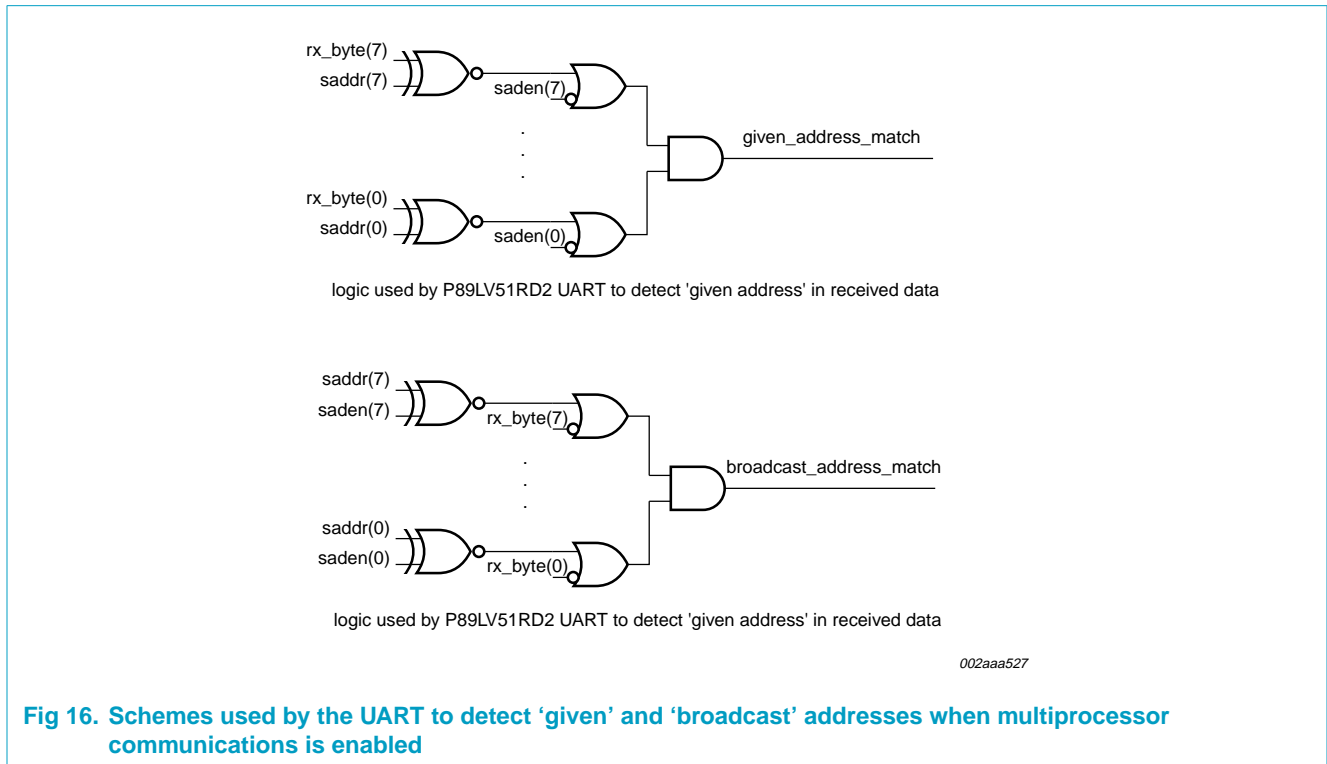 rx_byte(7)
saddr(7)
saden(7)
given_address_match
rx_byte(0)
saddr(0)
saden(0)
logic used by P89LV51RD2 UART to detect 'given address' in received data
saddr(7)
saden(7)
rx_byte(7)
broadcast_address_match
saddr(0)
saden(0)
rx_byte(0)
logic used by P89LV51RD2 UART to detect 'given address' in received data
002aaa527
Fig 16. Schemes used by the UART to detect ‘given’ and ‘broadcast’ addresses when multiprocessor
communications is enabled